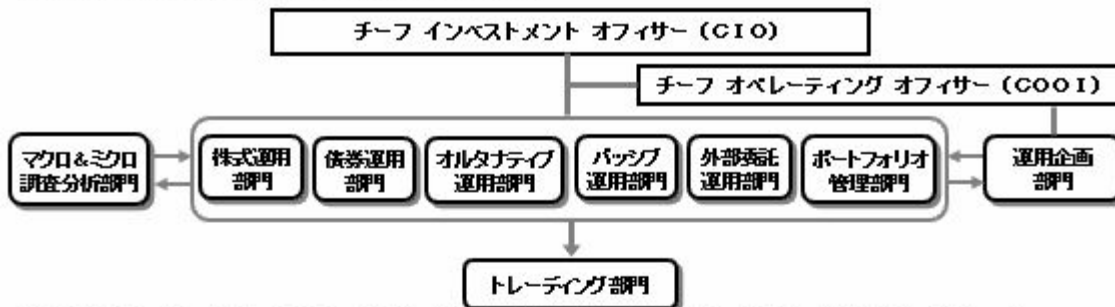 チーフ インベストメント オフィサー (CIO)
チーフ オペレーティング オフィサー (COOI)
マクロ&ミクロ
調査分析部門
株式運用
部門
債券運用
部門
オルタナティブ
運用部門
パッシブ
運用部門
外部委託
運用部門
ポートフォリオ
管理部門
運用企画
部門
トレーディング部門